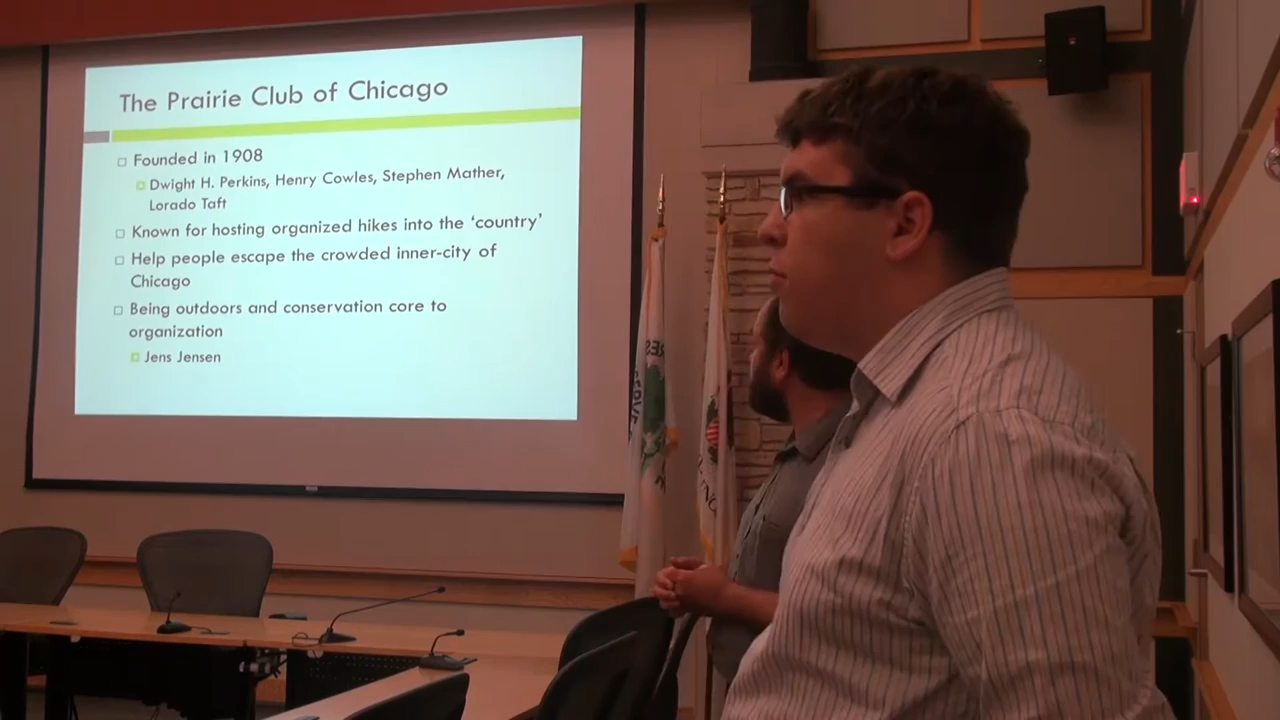 The Prairie Club of Chicago
Founded in 1908
Dwight H. Perkins, Henry Cowles, Stephen Mather,
Lorado Taft
Known for hosting organized hikes into the 'country'
Help people escape the crowded inner-city of
Chicago
Being outdoors and conservation core to
organization
Jens Jensen